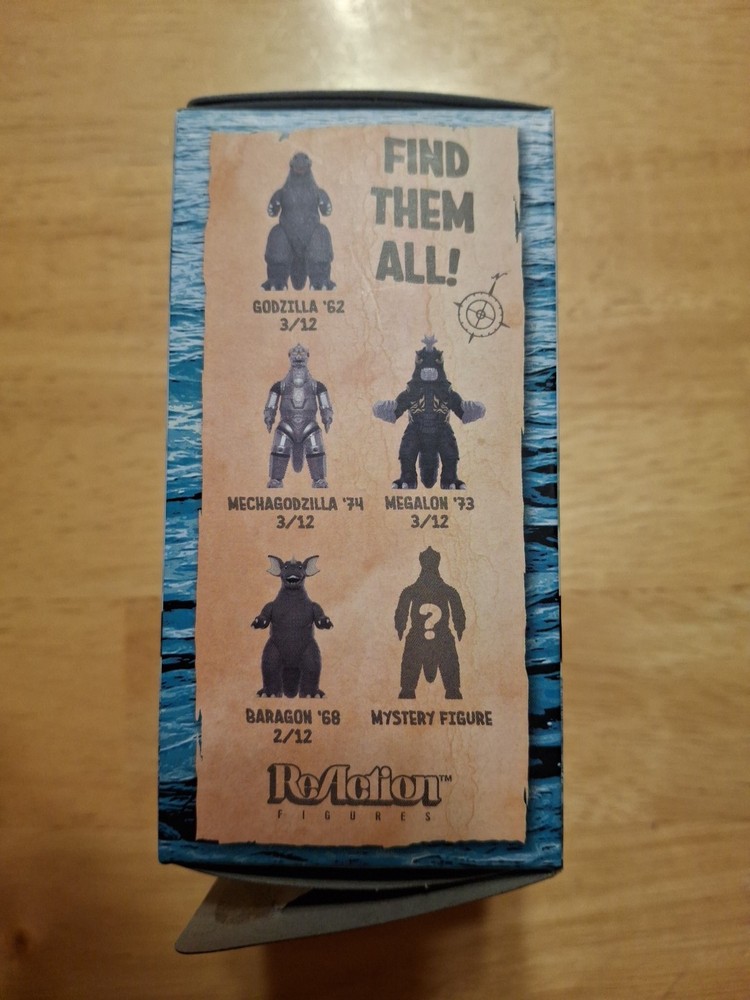 FIND
THEM
ALL!
N
GODZILLA '62
3/12
MECHAGODZILLA '74
3/12
MEGALON '73
3/12
BARAGON '68
2/12
?
MYSTERY FIGURE
ReAction™
FIGURES